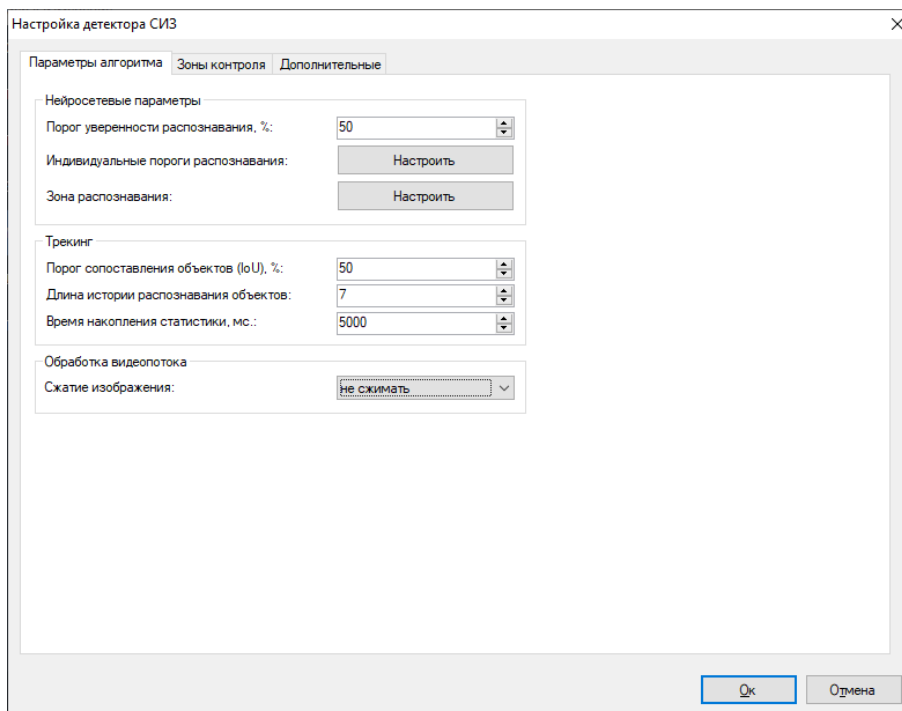 Настройка детектора СИЗ
Параметры алгоритма Зоны контроля Дополнительные
Нейросетевые параметры
Порог уверенности распознавания, %: 50
Индивидуальные пороги распознавания: Настроить
Зона распознавания: Настроить
Трекинг
Порог сопоставления объектов (IoU), %: 50
Длина истории распознавания объектов: 7
Время накопления статистики, мс.: 5000
Обработка видеопотока
Сжатие изображения: не сжимать
Ок Отмена